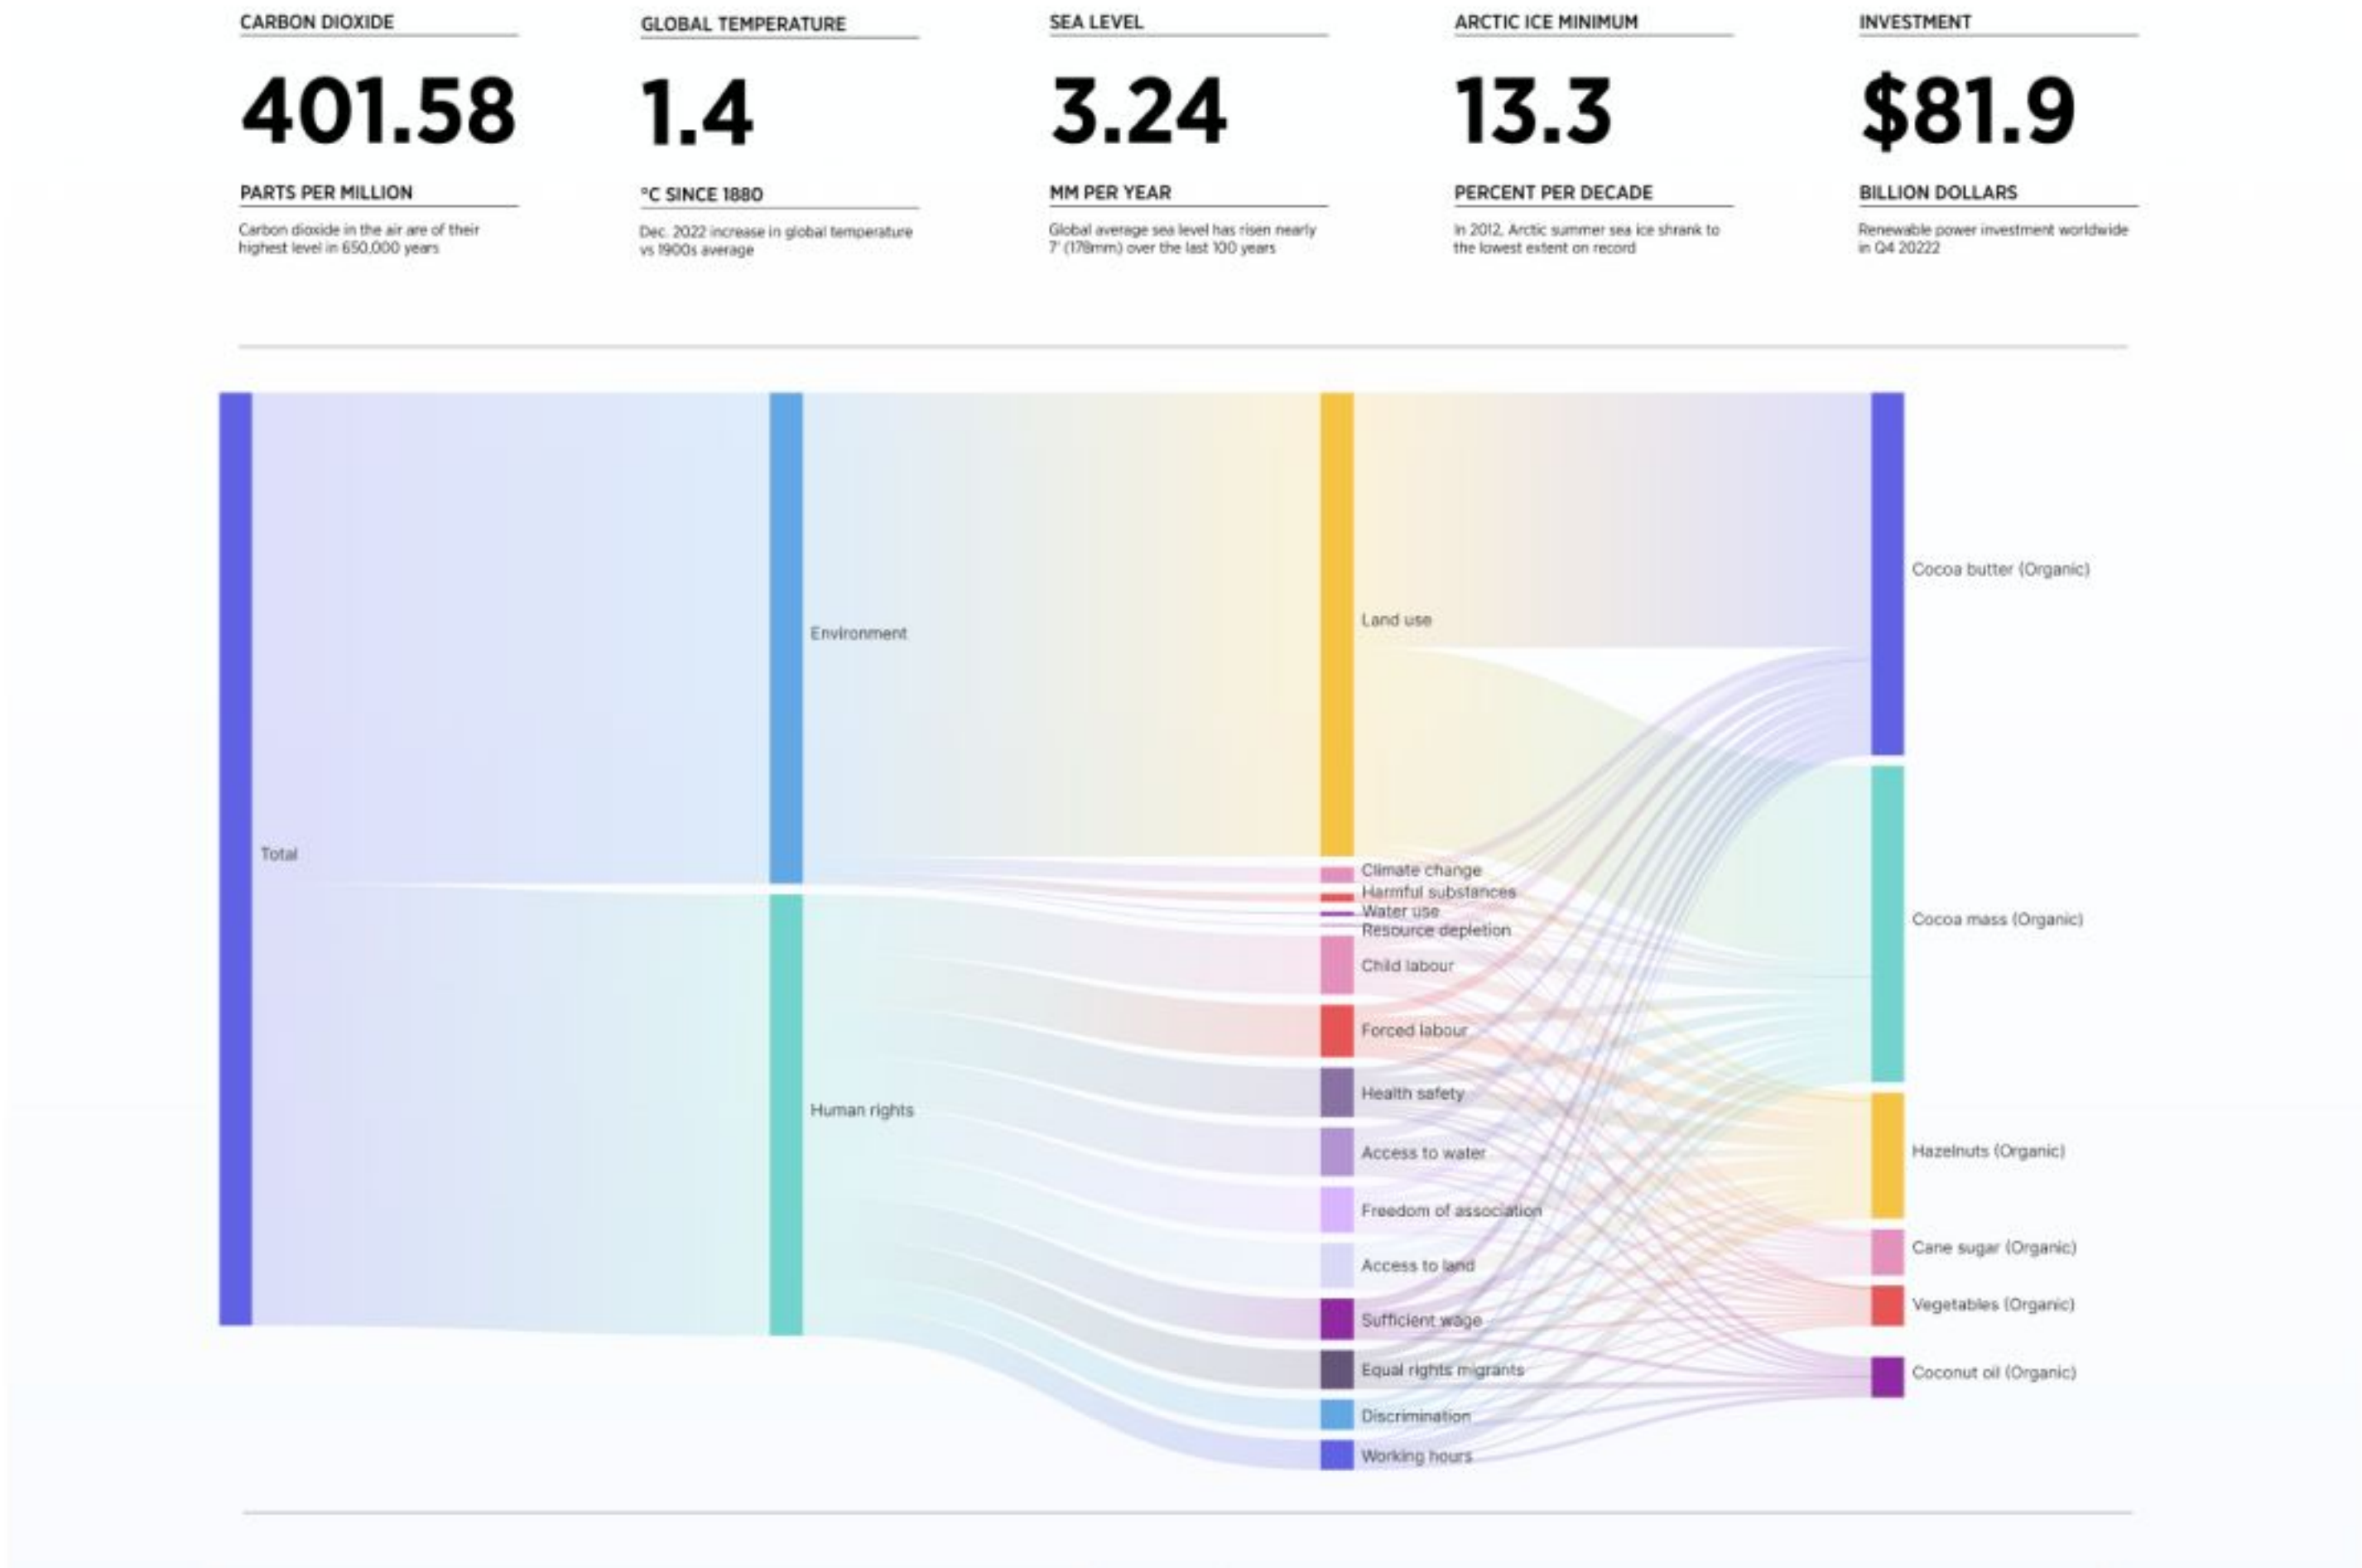 CARBON DIOXIDE
401.58
PARTS PER MILLION
Carbon dioxide in the air are of their
highest level in 650,000 years
GLOBAL TEMPERATURE
1.4
°C SINCE 1880
Dec. 2022 increase in global temperature
vs 1900s average
SEA LEVEL
3.24
MM PER YEAR
Global average sea level has risen nearly
7' (178mm) over the last 100 years
ARCTIC ICE MINIMUM
13.3
PERCENT PER DECADE
In 2012, Arctic summer sea ice shrank to
the lowest extent on record
INVESTMENT
$81.9
BILLION DOLLARS
Renewable power investment worldwide
in Q4 20222
Total
Environment
Human rights
Land use
Climate change
Harmful substances
Water use
Resource depletion
Child labour
Forced labour
Health safety
Access to water
Freedom of association
Access to land
Sufficient wage
Equal rights migrants
Discrimination
Working hours
Cocoa butter (Organic)
Cocoa mass (Organic)
Hazelnuts (Organic)
Cane sugar (Organic)
Vegetables (Organic)
Coconut oil (Organic)